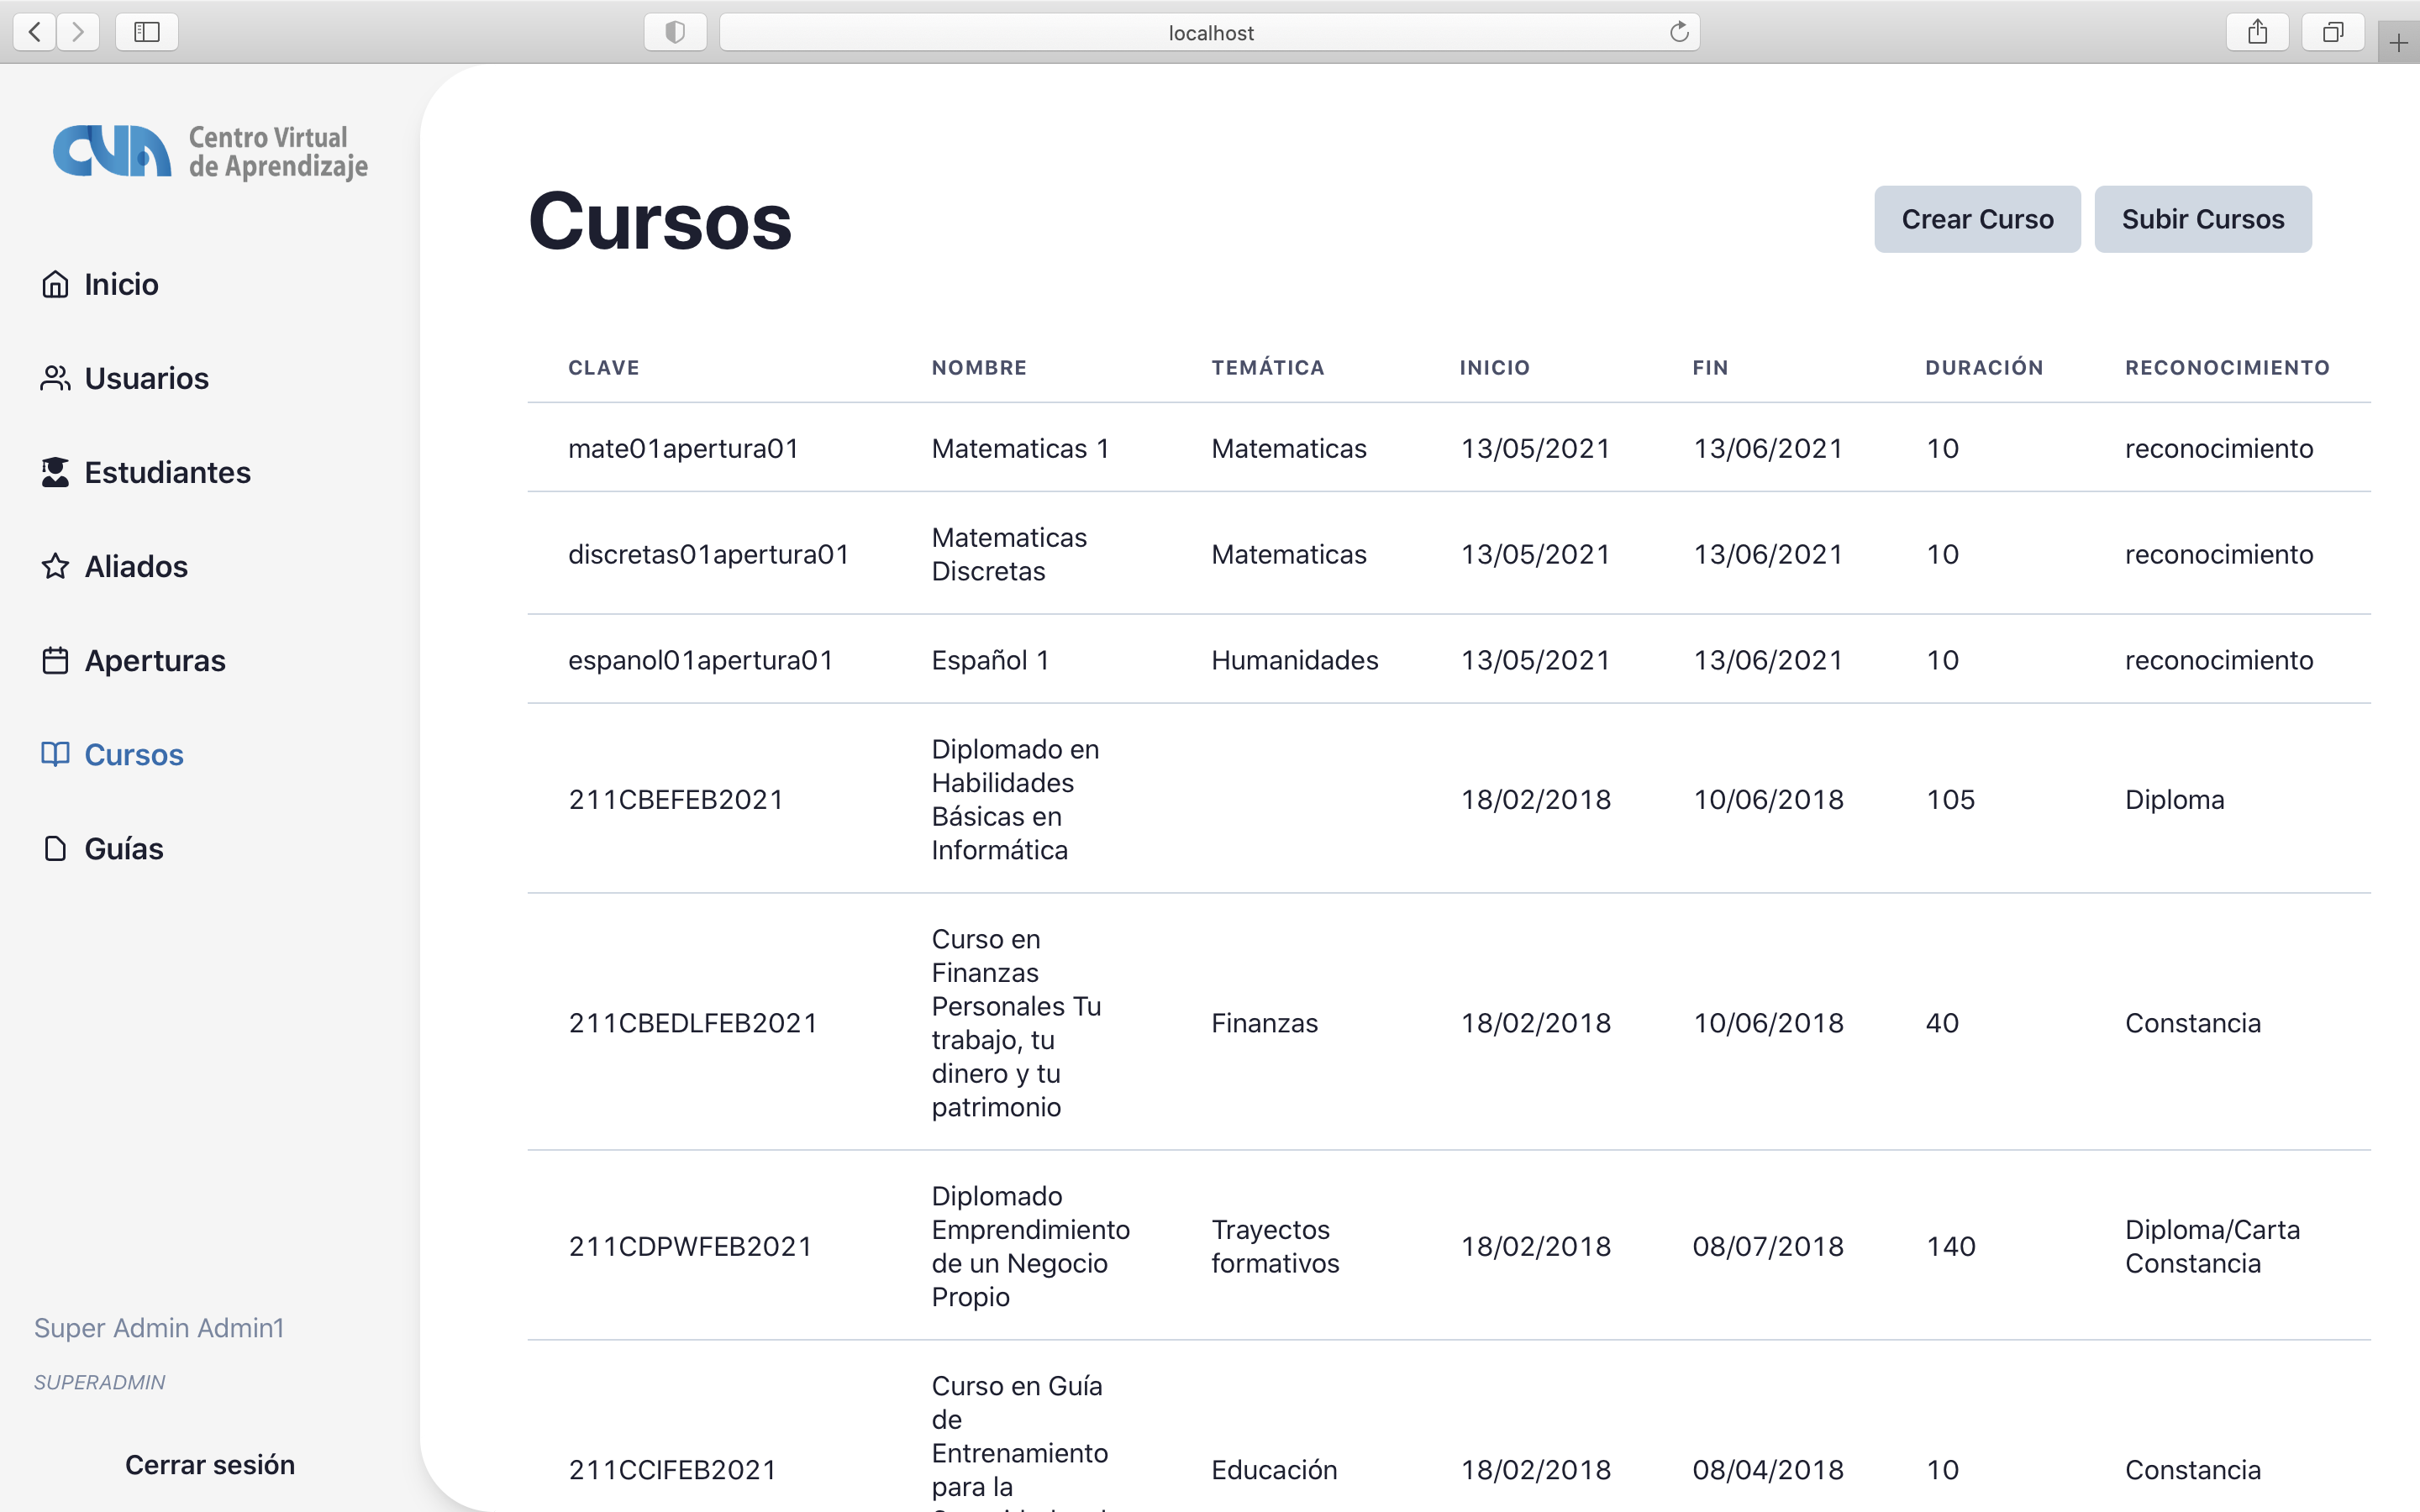 localhost
CVA
Centro Virtual
de Aprendizaje
Inicio
Usuarios
Estudiantes
Aliados
Aperturas
Cursos
Guías
Super Admin Admin1
SUPERADMIN
Cerrar sesión
Cursos
Crear Curso
Subir Cursos
CLAVE NOMBRE TEMÁTICA INICIO FIN DURACIÓN RECONOCIMIENTO
mate01apertura01 Matematicas 1 Matematicas 13/05/2021 13/06/2021 10 reconocimiento
discretas01apertura01
Matematicas
Discretas
Matematicas 13/05/2021 13/06/2021 10 reconocimiento
espanol01apertura01 Español 1 Humanidades 13/05/2021 13/06/2021 10 reconocimiento
211CBEFEB2021
Diplomado en
Habilidades
Básicas en
Informática
18/02/2018 10/06/2018 105 Diploma
211CBEDLFEB2021
Curso en
Finanzas
Personales Tu
trabajo, tu
dinero y tu
patrimonio
Finanzas 18/02/2018 10/06/2018 40 Constancia
211CDPWFEB2021
Diplomado
Emprendimiento
de un Negocio
Propio
Trayectos
formativos
18/02/2018 08/07/2018 140
Diploma/Carta
Constancia
211CCIFEB2021
Curso en Guía
de
Entrenamiento
para la
Educación 18/02/2018 08/04/2018 10 Constancia